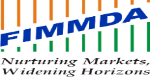 FIMMDA
Nurturing Markets,
Widening Horizons